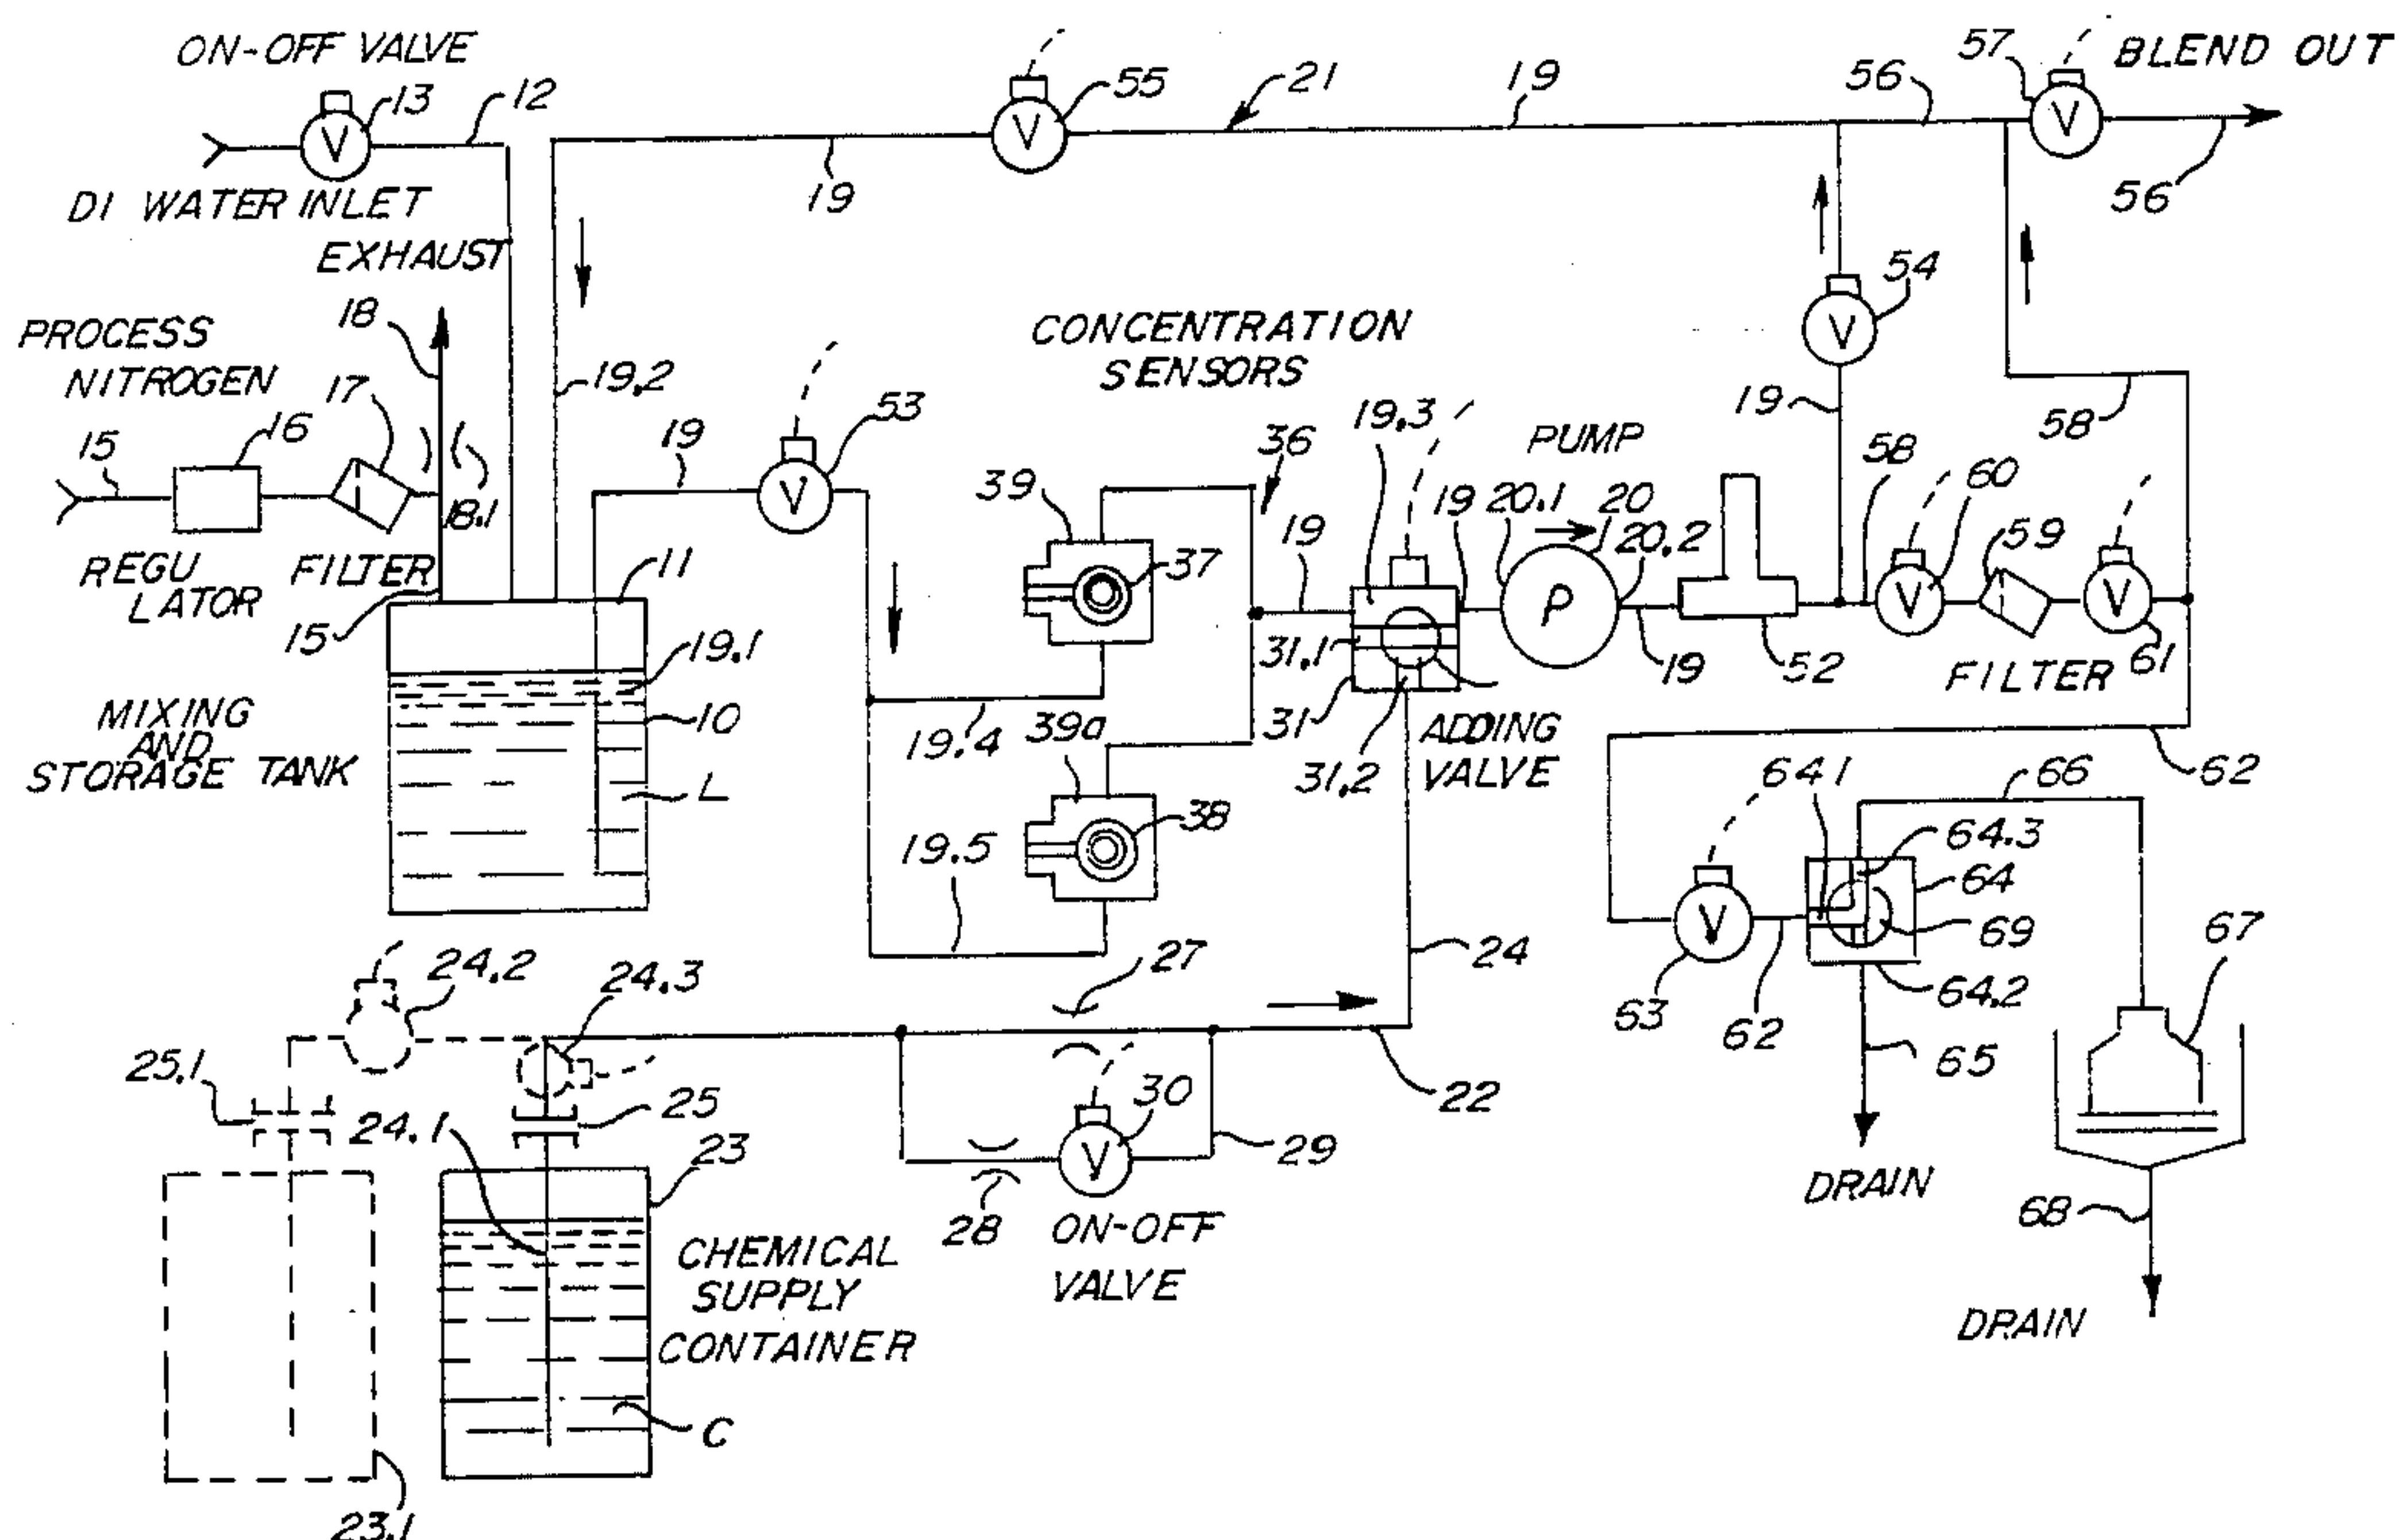 ON-OFF VALVE
13
12
DI WATER INLET
EXHAUST
55
21
19
56
57
BLEND OUT
19
56
PROCESS
NITROGEN
18
17
16
15
18.1
REGU
LATOR
FILTER
15
19.2
19
53
11
19.1
10
L
MIXING
AND
STORAGE TANK
CONCENTRATION
SENSORS
39
37
36
19
19.4
39a
38
19.5
19.3
31.1
31
31.2
ADDING
VALVE
19
20.1
PUMP
20
20.2
P
19
52
54
19
58
58
60
59
61
FILTER
62
66
64.1
64.3
64
69
64.2
63
62
65
67
DRAIN
68
DRAIN
24.2
24.3
27
24
25.1
24.1
25
23
30
29
22
28
ON-OFF
VALVE
CHEMICAL
SUPPLY
CONTAINER
C
23.1
V
V
V
V
V
V
V
V
V